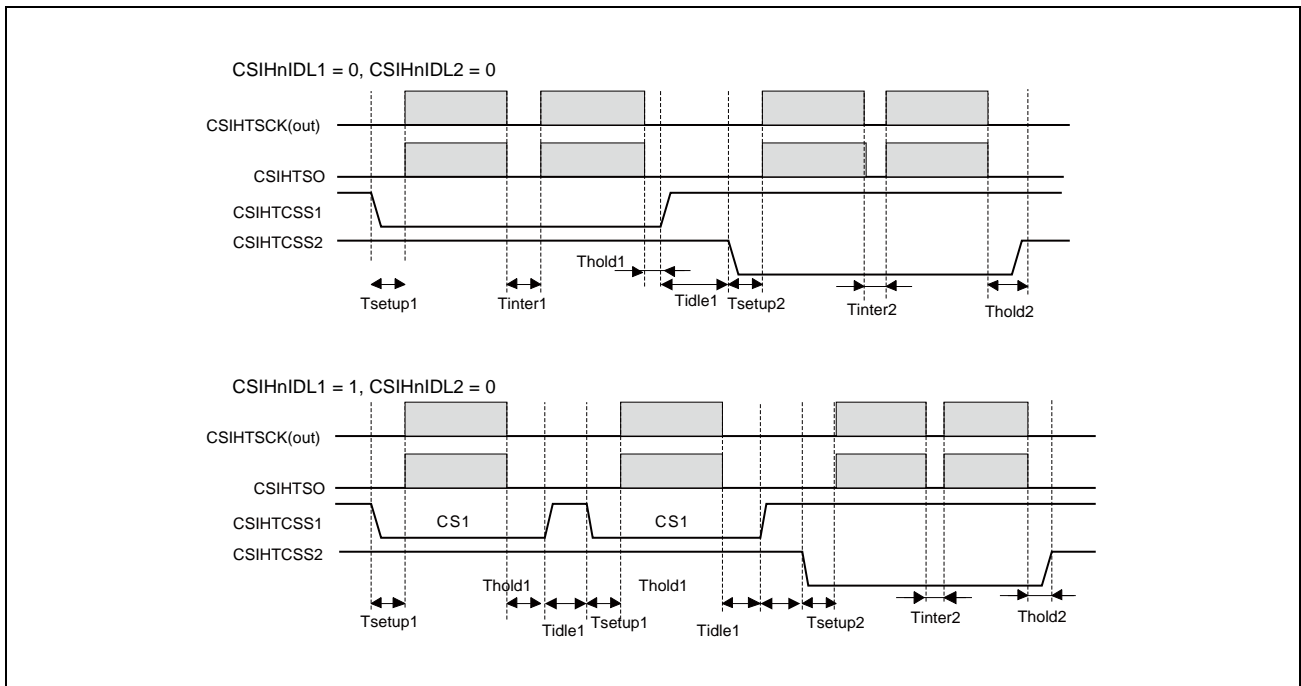 CSIHnIDL1 = 0, CSIHnIDL2 = 0
CSIHTSCK(out)
CSIHTSO
CSIHTCSS1
CSIHTCSS2
Thold1
Tsetup1
Tinter1
Tidle1
Tsetup2
Tinter2
Thold2
CSIHnIDL1 = 1, CSIHnIDL2 = 0
CSIHTSCK(out)
CSIHTSO
CSIHTCSS1
CS1
CS1
CSIHTCSS2
Thold1
Thold1
Tsetup1
Tidle1
Tsetup1
Tidle1
Tsetup2
Tinter2
Thold2